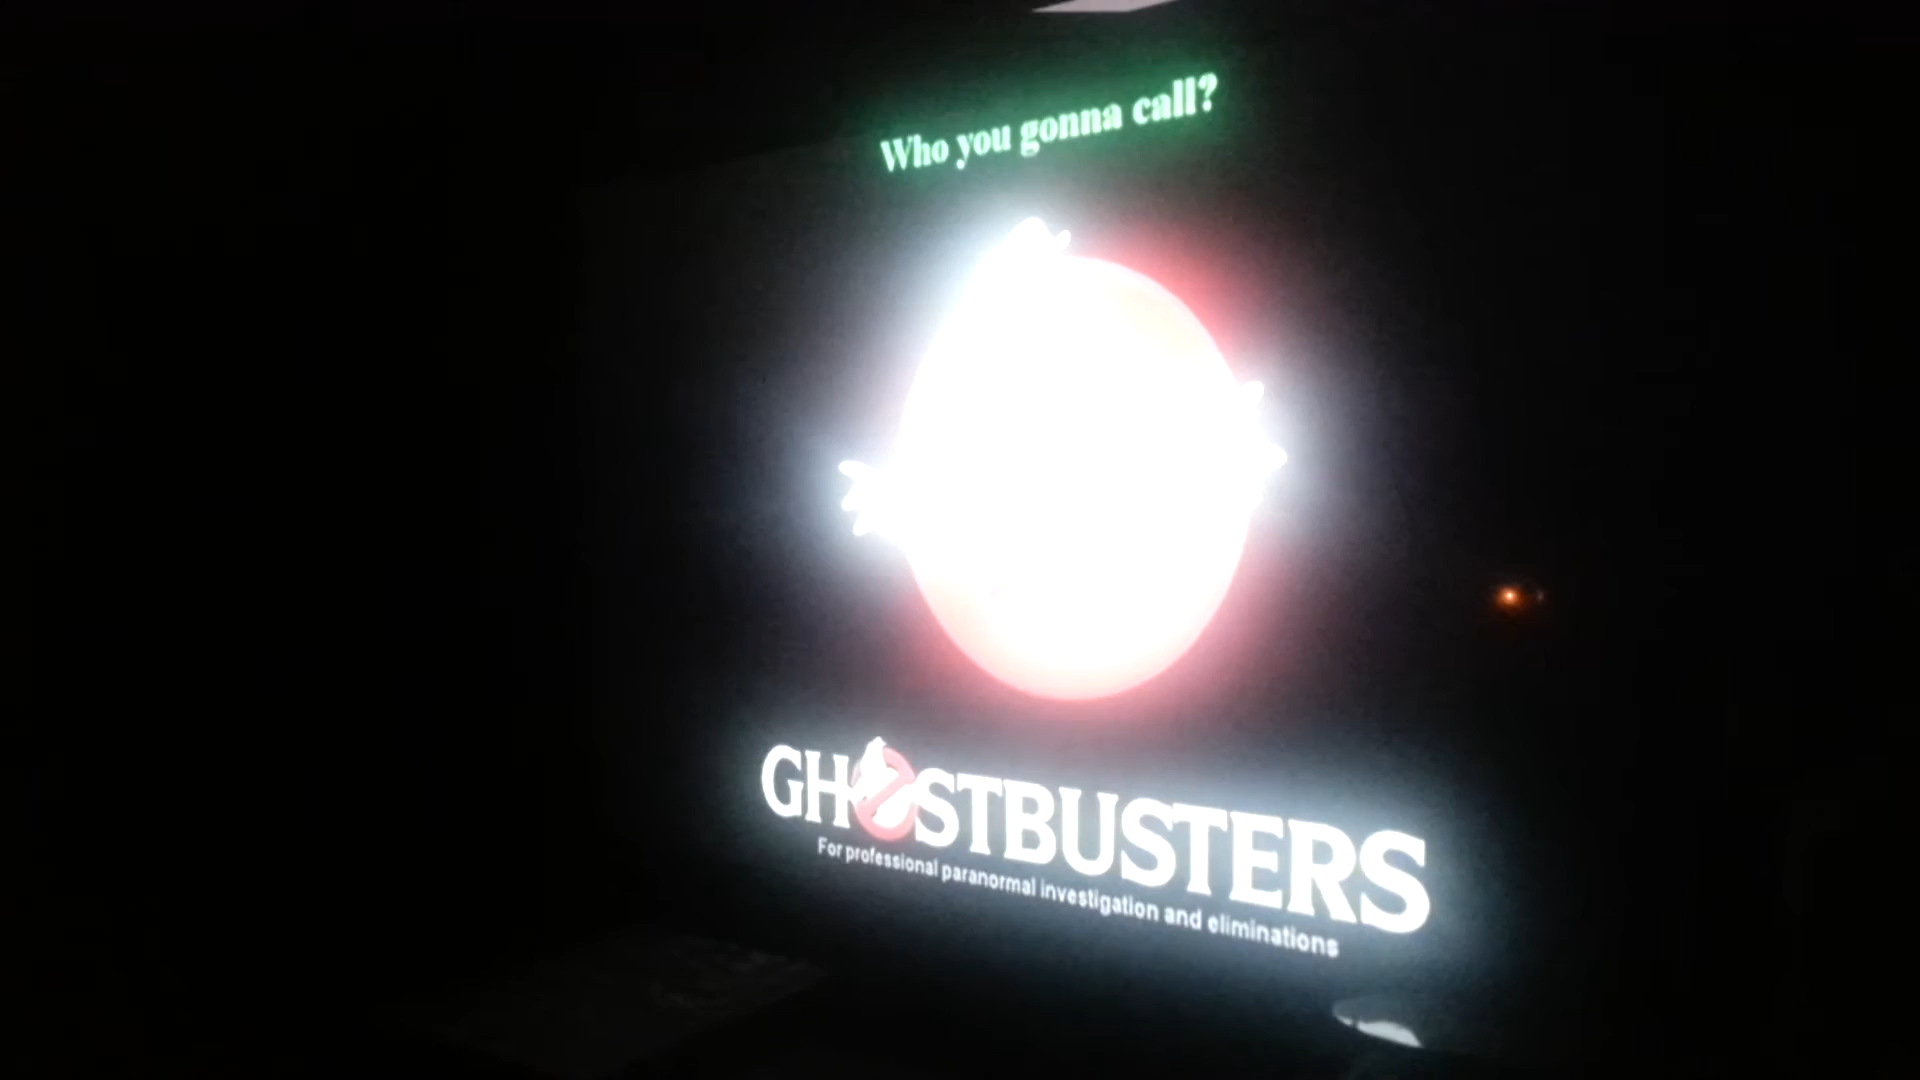 Who you gonna call?
GHOSTBUSTERS
For professional paranormal investigation and eliminations